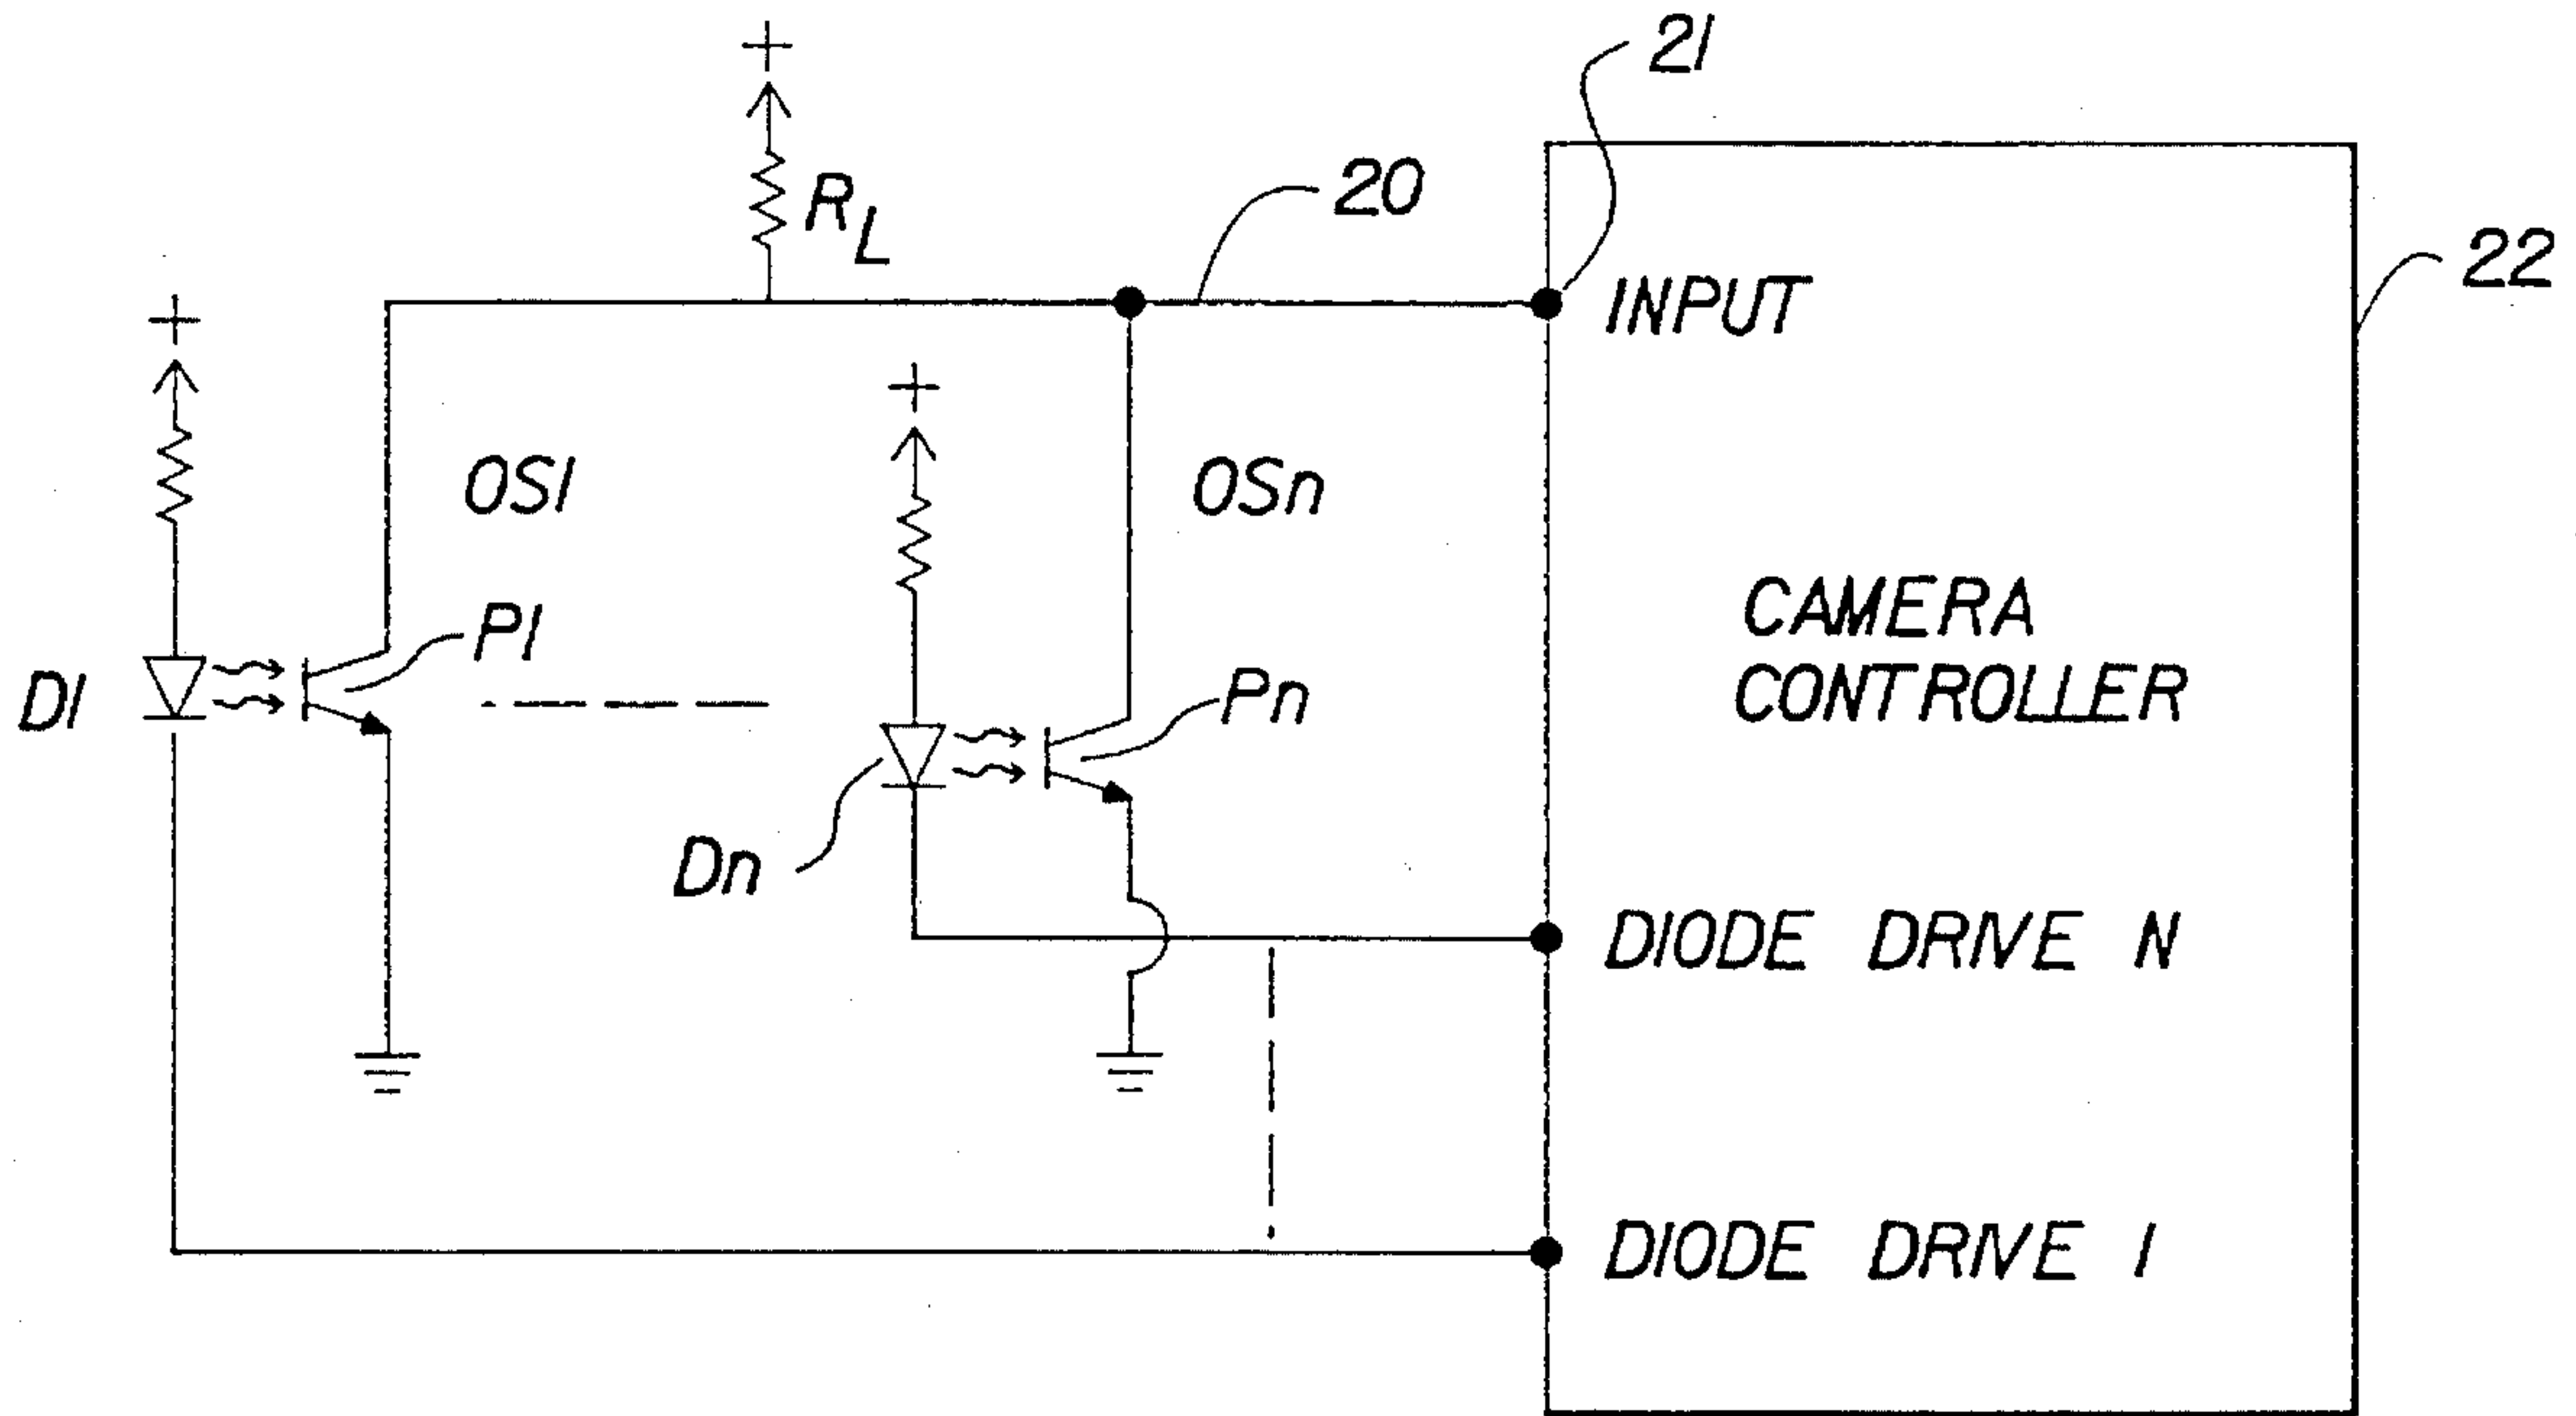 +
21
R_L
20
22
+
INPUT
+
OS1
OSn
P1
CAMERA
CONTROLLER
D1
Pn
Dn
DIODE DRIVE N
DIODE DRIVE 1